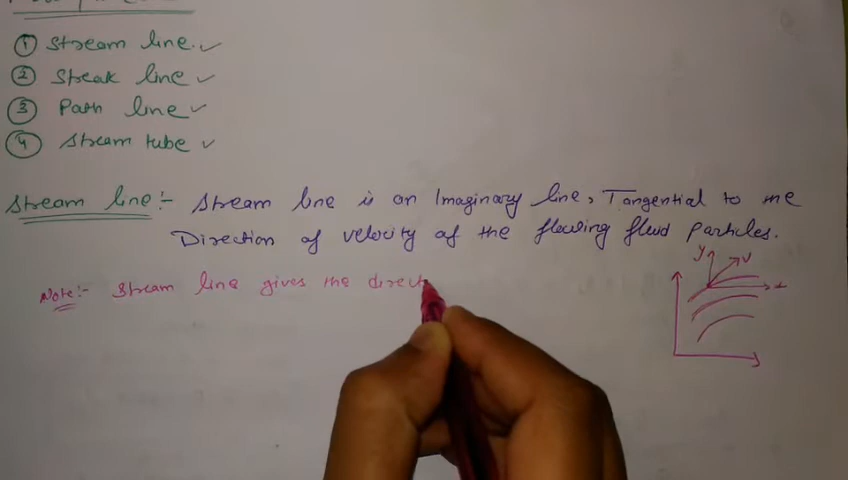 ① Stream line. ✓
② Streak line ✓
③ Path line ✓
④ Stream tube ✓
Stream line:- Stream line is an Imaginary line, Tangential to the
Direction of velocity of the flowing fluid particles.
y v
x
Note:- Stream line gives the direct